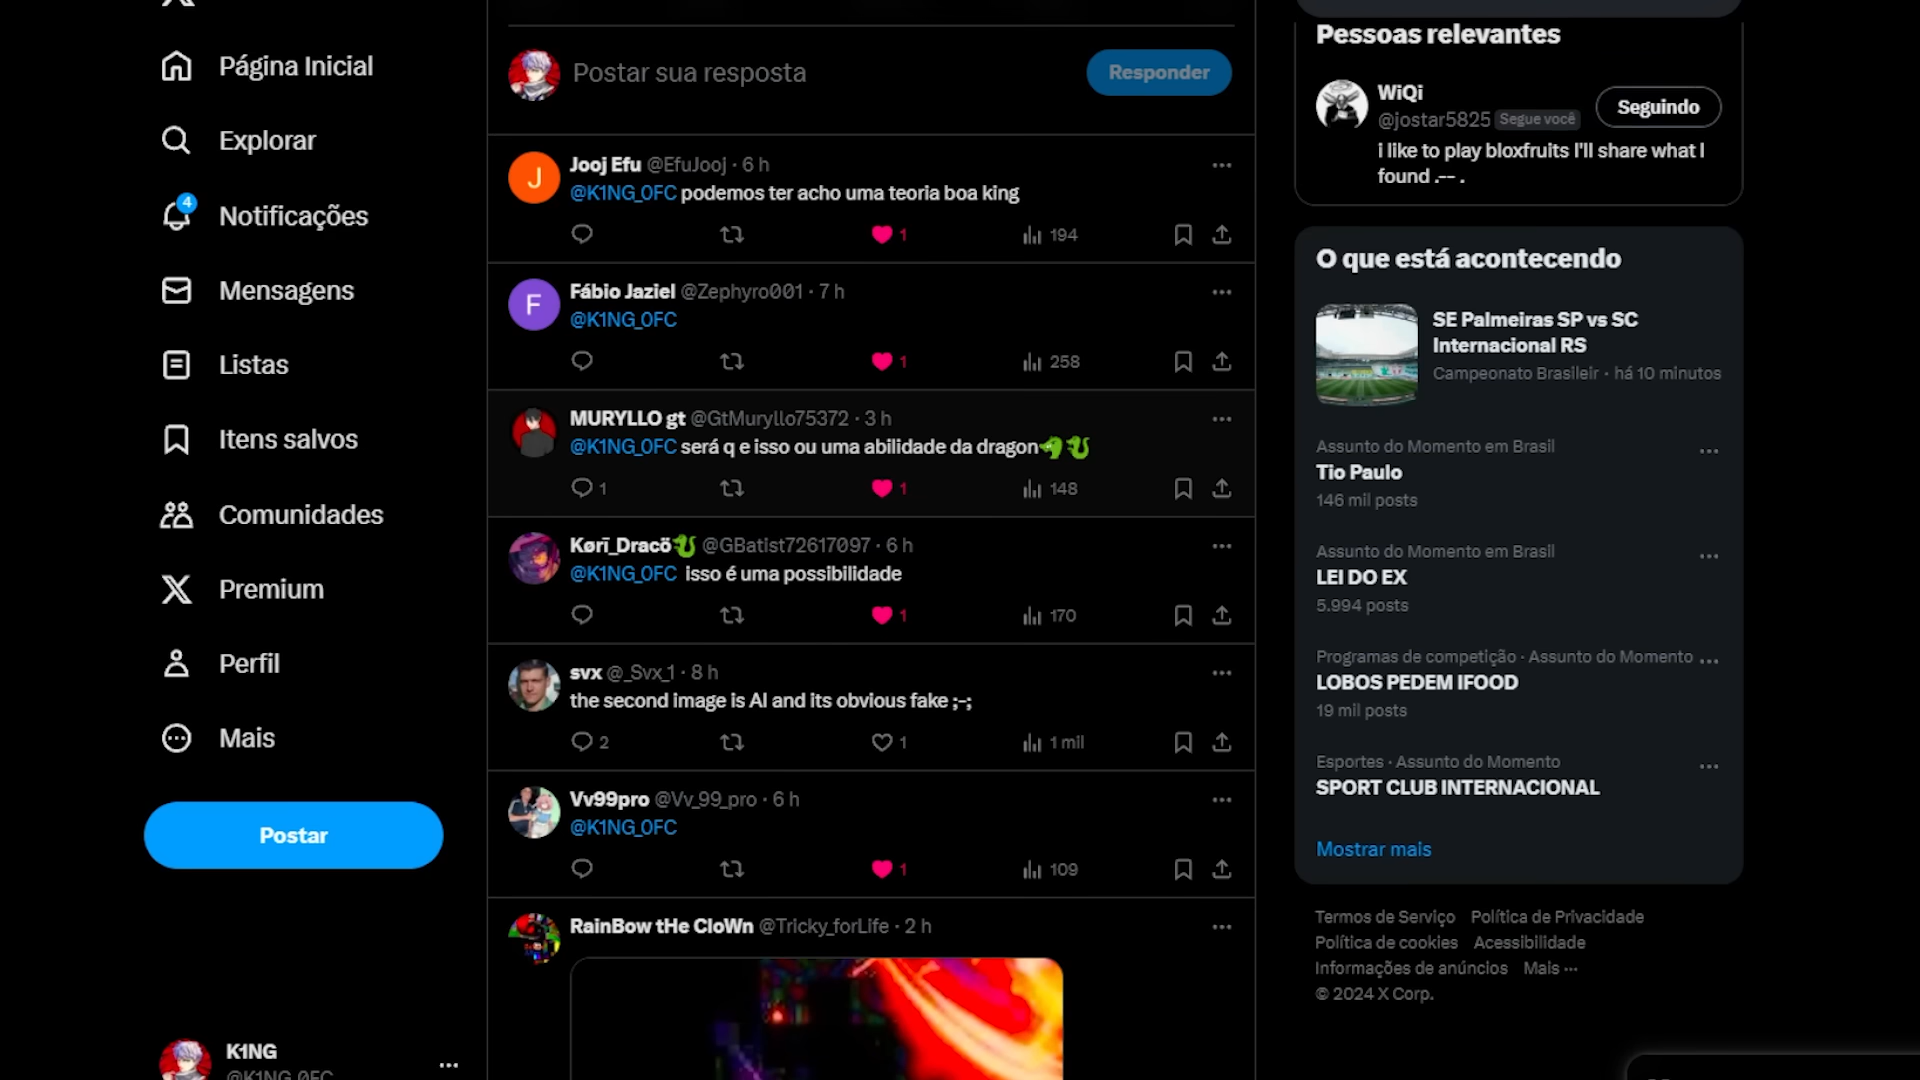 Página Inicial
Explorar
4
Notificações
Mensagens
Listas
Itens salvos
Comunidades
Premium
Perfil
Mais
Postar
K1NG
@K1NG_0FC
Postar sua resposta
Responder
Jooj Efu @EfuJooj · 6 h
@K1NG_0FC podemos ter acho uma teoria boa king
1 194
Fábio Jaziel @Zephyro001 · 7 h
@K1NG_0FC
1 258
MURYLLO gt @GtMuryllo75372 · 3 h
@K1NG_0FC será q e isso ou uma abilidade da dragon🐲🐉
1 1 148
Kørī_Dracö🐉 @GBatist72617097 · 6 h
@K1NG_0FC isso é uma possibilidade
1 170
svx @_Svx_1 · 8 h
the second image is AI and its obvious fake ;-;
2 1 1 mil
Vv99pro @Vv_99_pro · 6 h
@K1NG_0FC
1 109
RainBow tHe CloWn @Tricky_forLife · 2 h
Pessoas relevantes
WiQi
@jostar5825 Segue você
Seguindo
i like to play bloxfruits I'll share what I
found .-- .
O que está acontecendo
SE Palmeiras SP vs SC
Internacional RS
Campeonato Brasileir · há 10 minutos
Assunto do Momento em Brasil
Tio Paulo
146 mil posts
Assunto do Momento em Brasil
LEI DO EX
5.994 posts
Programas de competição · Assunto do Momento
LOBOS PEDEM IFOOD
19 mil posts
Esportes · Assunto do Momento
SPORT CLUB INTERNACIONAL
Mostrar mais
Termos de Serviço Política de Privacidade
Política de cookies Acessibilidade
Informações de anúncios Mais ···
© 2024 X Corp.